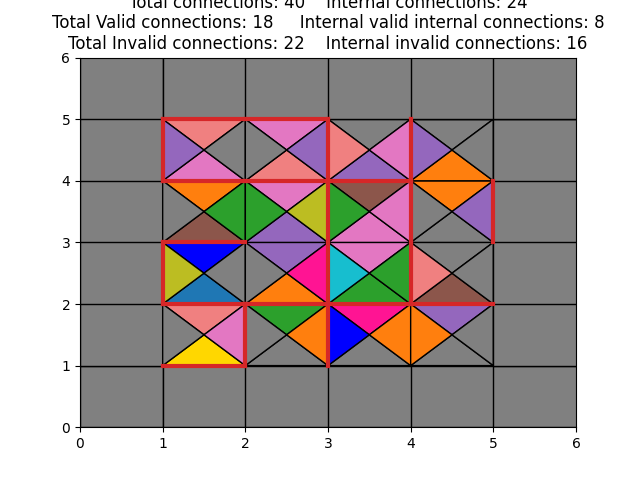 Total connections: 40    Internal connections: 24
Total Valid connections: 18    Internal valid internal connections: 8
Total Invalid connections: 22    Internal invalid connections: 16
6
5
4
3
2
1
0
0 1 2 3 4 5 6